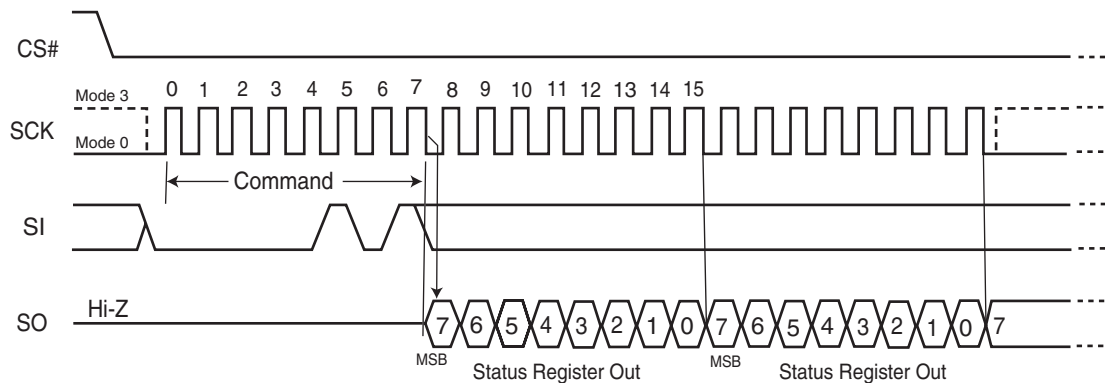 CS#
0 1 2 3 4 5 6 7 8 9 10 11 12 13 14 15
Mode 3
SCK
Mode 0
Command
SI
Hi-Z
SO
7 6 5 4 3 2 1 0 7 6 5 4 3 2 1 0 7
MSB Status Register Out MSB Status Register Out